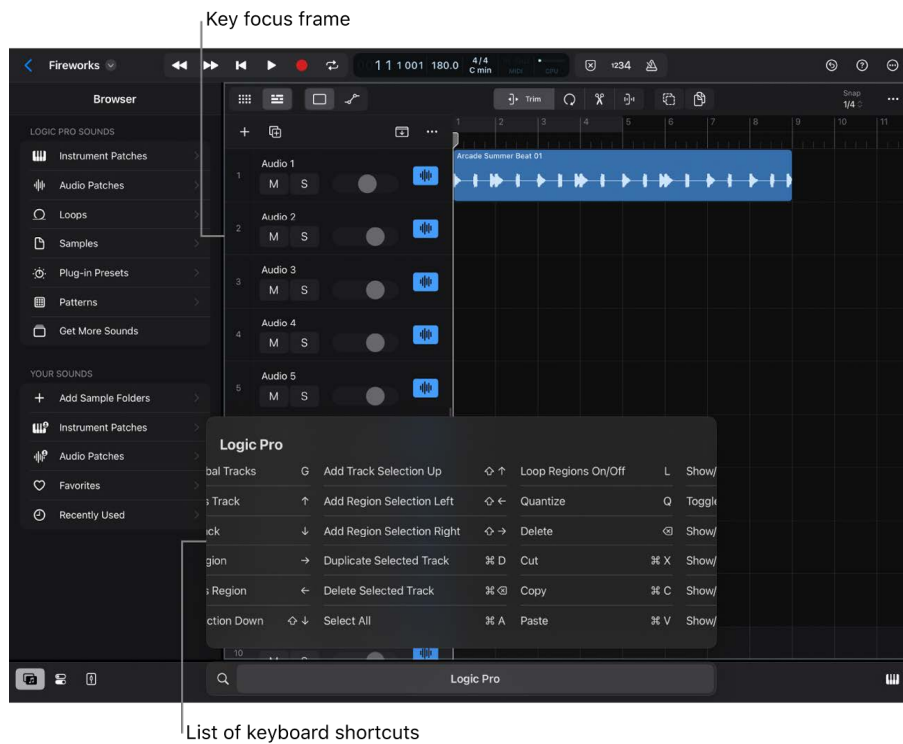 Key focus frame
Fireworks
1 1 1 001 180.0 4/4 C min MIDI CPU 1234
Browser
Trim
Snap
1/4
LOGIC PRO SOUNDS
Instrument Patches
Audio Patches
Loops
Samples
Plug-in Presets
Patterns
Get More Sounds
YOUR SOUNDS
Add Sample Folders
Instrument Patches
Audio Patches
Favorites
Recently Used
1 2 3 4 5 6 7 8 9 10 11
Arcade Summer Beat 01
1 Audio 1
M S
2 Audio 2
M S
3 Audio 3
M S
4 Audio 4
M S
5 Audio 5
M S
Logic Pro
bal Tracks G Add Track Selection Up ⇧ ↑ Loop Regions On/Off L Show/
s Track ↑ Add Region Selection Left ⇧ ← Quantize Q Toggle
ck ↓ Add Region Selection Right ⇧ → Delete ⌫ Show/
gion → Duplicate Selected Track ⌘ D Cut ⌘ X Show/
s Region ← Delete Selected Track ⌘ ⌫ Copy ⌘ C Show/
ction Down ⇧ ↓ Select All ⌘ A Paste ⌘ V Show/
10
Logic Pro
List of keyboard shortcuts